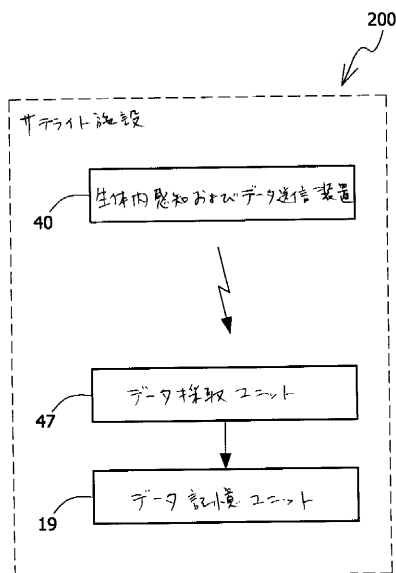 200
サテライト施設
生体内感知およびデータ送信装置
40
データ採取ユニット
47
データ記憶ユニット
19